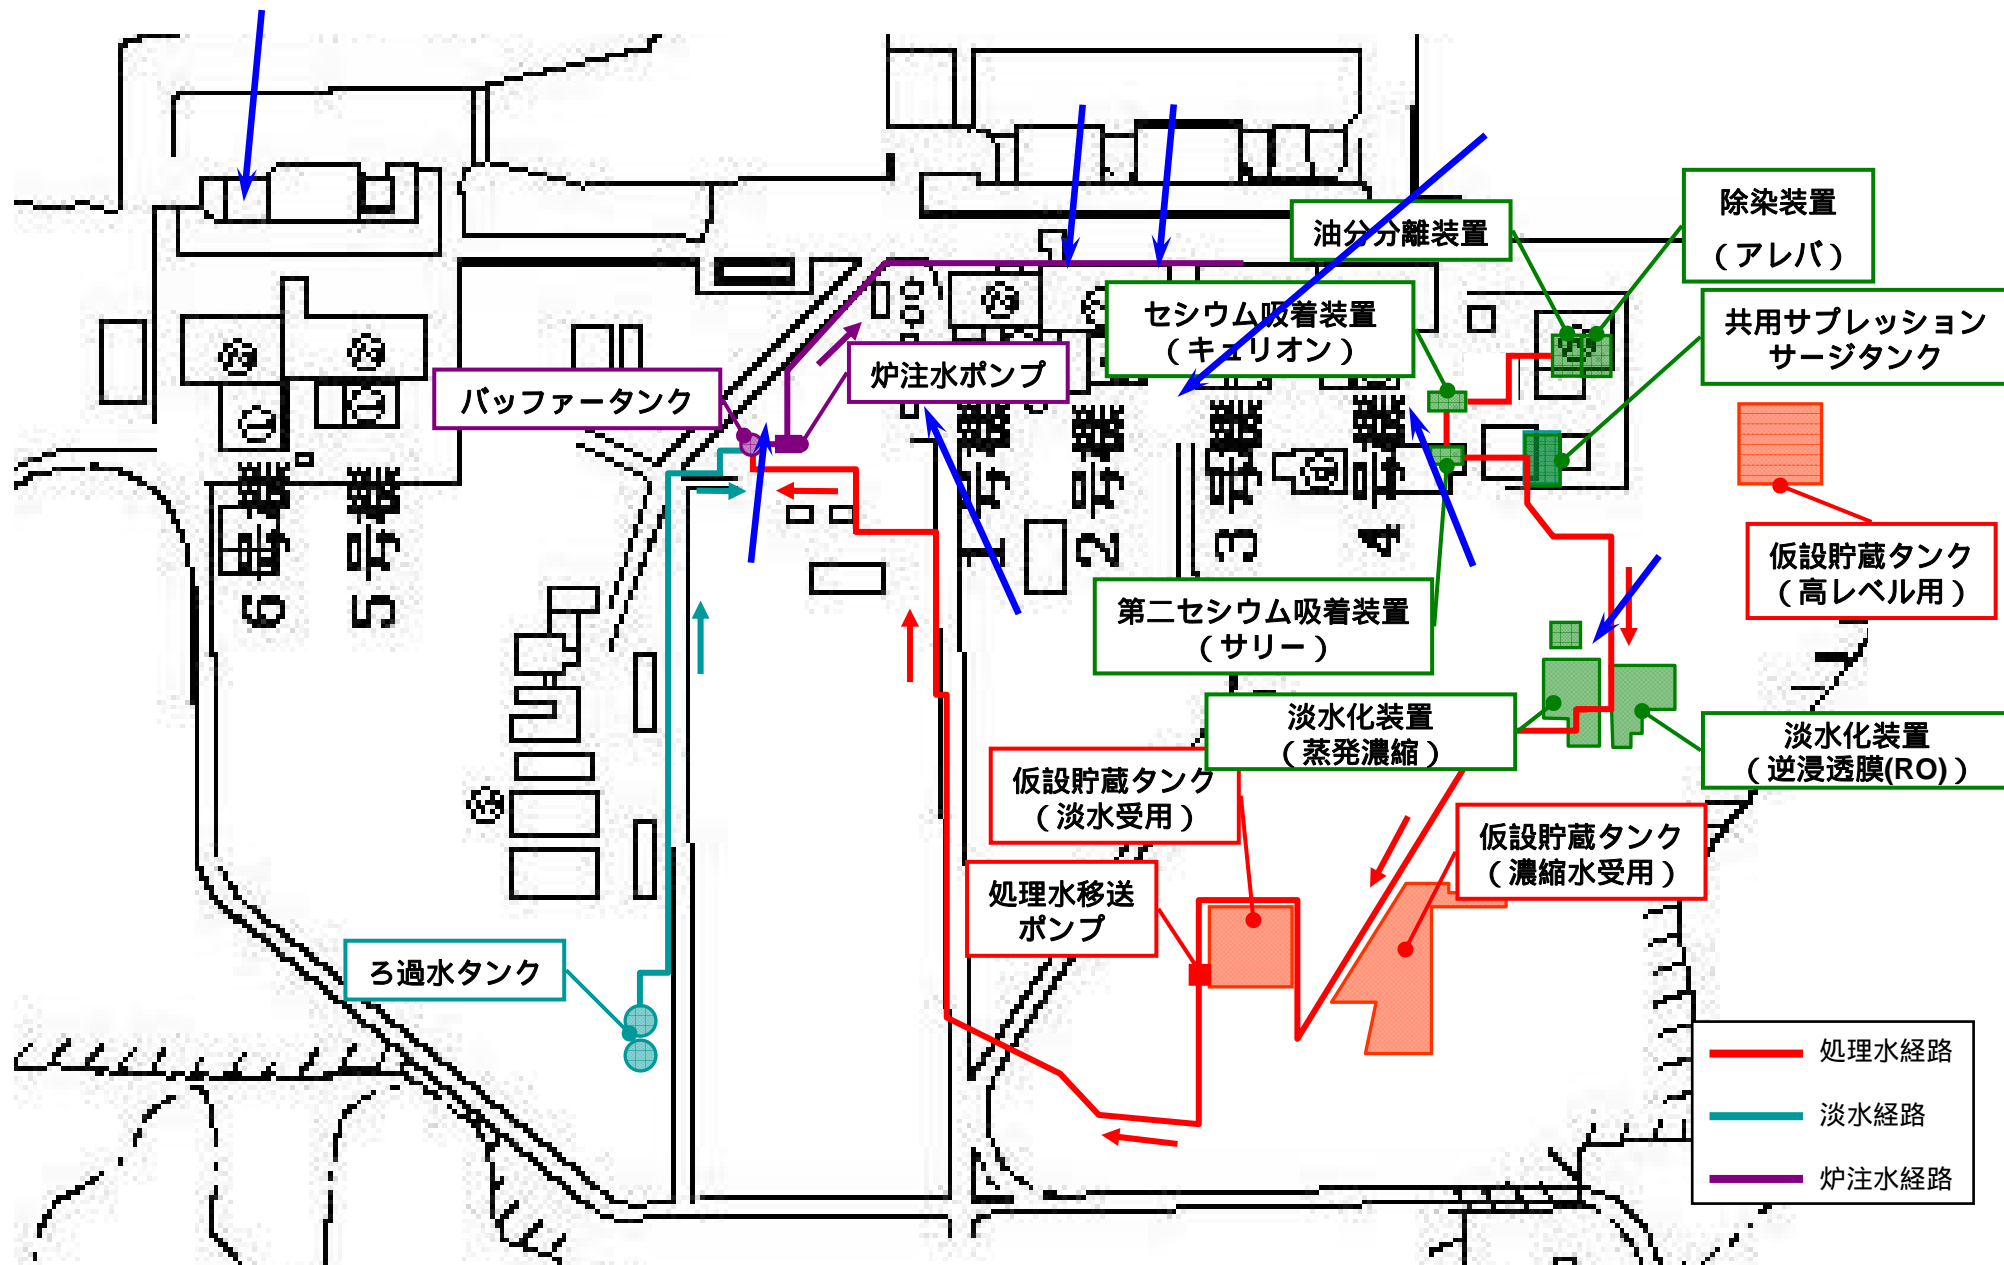 除染装置
（アレバ）
油分分離装置
セシウム吸着装置
（キュリオン）
共用サプレッション
サージタンク
炉注水ポンプ
バッファータンク
6号機
5号機
1号機
2号機
3号機
4号機
仮設貯蔵タンク
（高レベル用）
第二セシウム吸着装置
（サリー）
淡水化装置
（蒸発濃縮）
淡水化装置
（逆浸透膜(RO)）
仮設貯蔵タンク
（淡水受用）
仮設貯蔵タンク
（濃縮水受用）
処理水移送
ポンプ
ろ過水タンク
処理水経路
淡水経路
炉注水経路